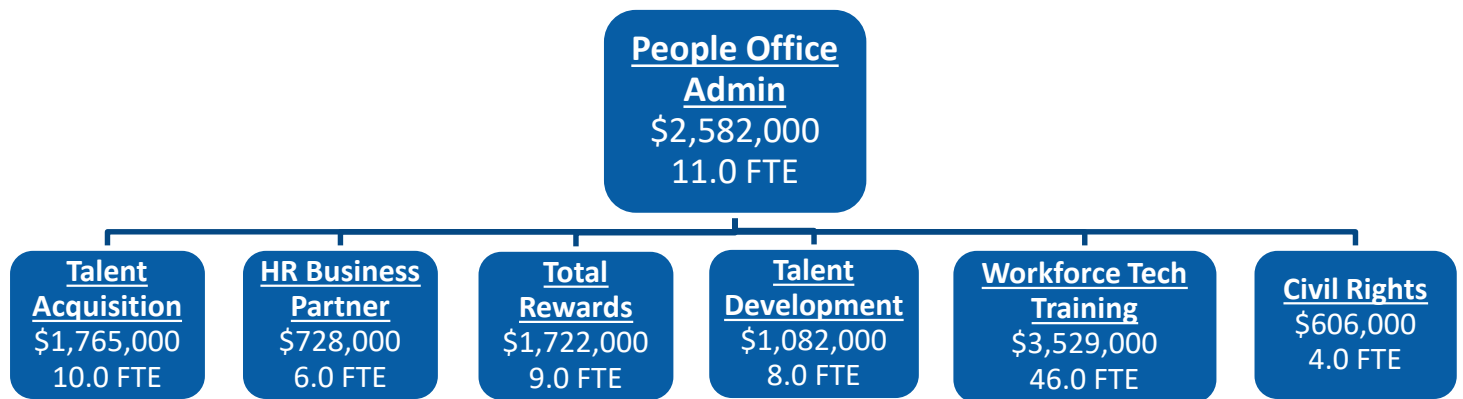 People Office
Admin
$2,582,000
11.0 FTE
Talent
Acquisition
$1,765,000
10.0 FTE
HR Business
Partner
$728,000
6.0 FTE
Total
Rewards
$1,722,000
9.0 FTE
Talent
Development
$1,082,000
8.0 FTE
Workforce Tech
Training
$3,529,000
46.0 FTE
Civil Rights
$606,000
4.0 FTE